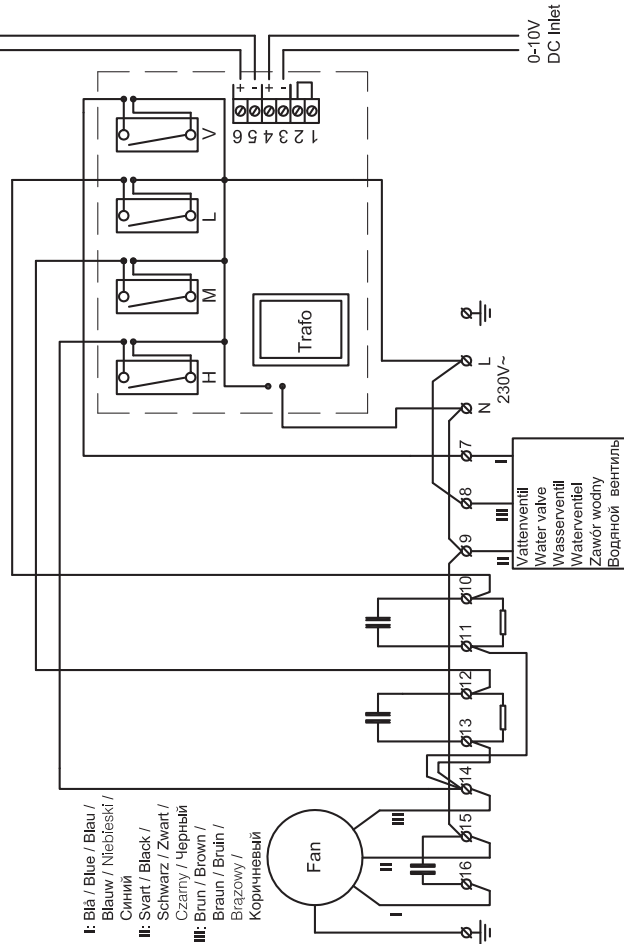 I: Blå / Blue / Blau /
Blauw / Niebieski /
Синий
II: Svart / Black /
Schwarz / Zwart /
Czarny / Черный
III: Brun / Brown /
Braun / Bruin /
Brązowy /
Коричневый
Fan
I
II
III
16
15
14
13
12
11
10
9
8
7
N
L
230V~
II
III
I
Vattenventil
Water valve
Wasserventil
Waterventiel
Zawór wodny
Водяной вентиль
H
M
L
V
Trafo
6 5 4 3 2 1
+ - + -
0-10V
DC Inlet